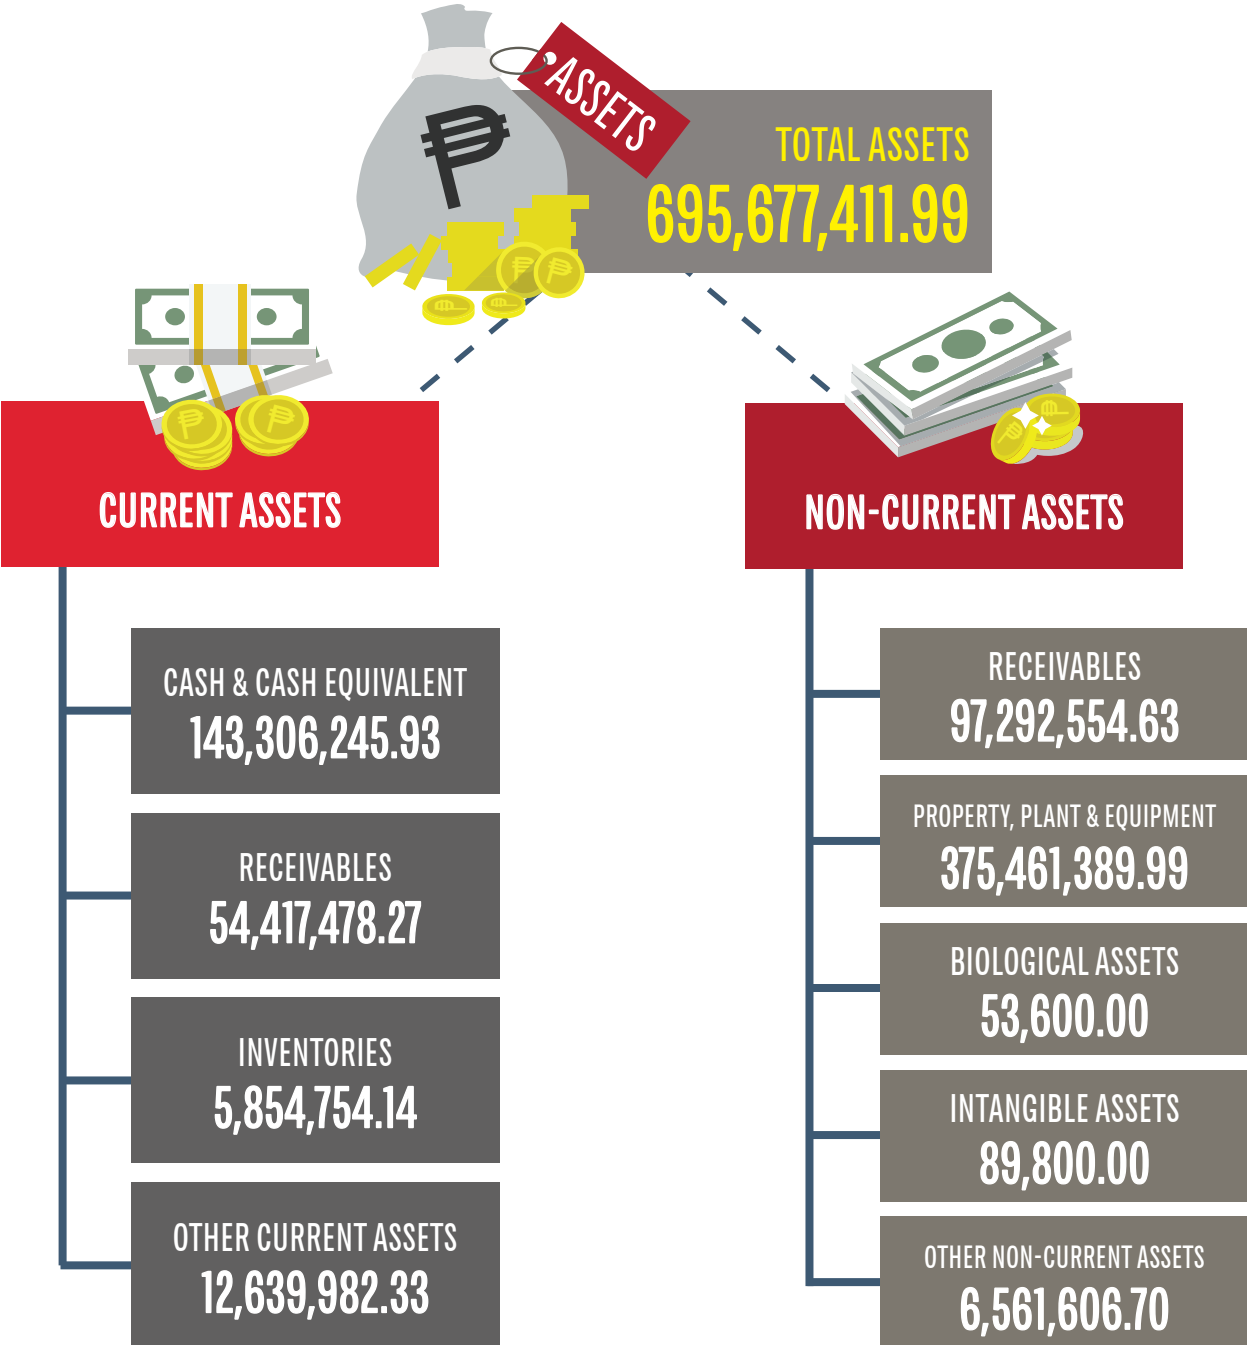 ASSETS
TOTAL ASSETS
695,677,411.99
CURRENT ASSETS
CASH & CASH EQUIVALENT
143,306,245.93
RECEIVABLES
54,417,478.27
INVENTORIES
5,854,754.14
OTHER CURRENT ASSETS
12,639,982.33
NON-CURRENT ASSETS
RECEIVABLES
97,292,554.63
PROPERTY, PLANT & EQUIPMENT
375,461,389.99
BIOLOGICAL ASSETS
53,600.00
INTANGIBLE ASSETS
89,800.00
OTHER NON-CURRENT ASSETS
6,561,606.70